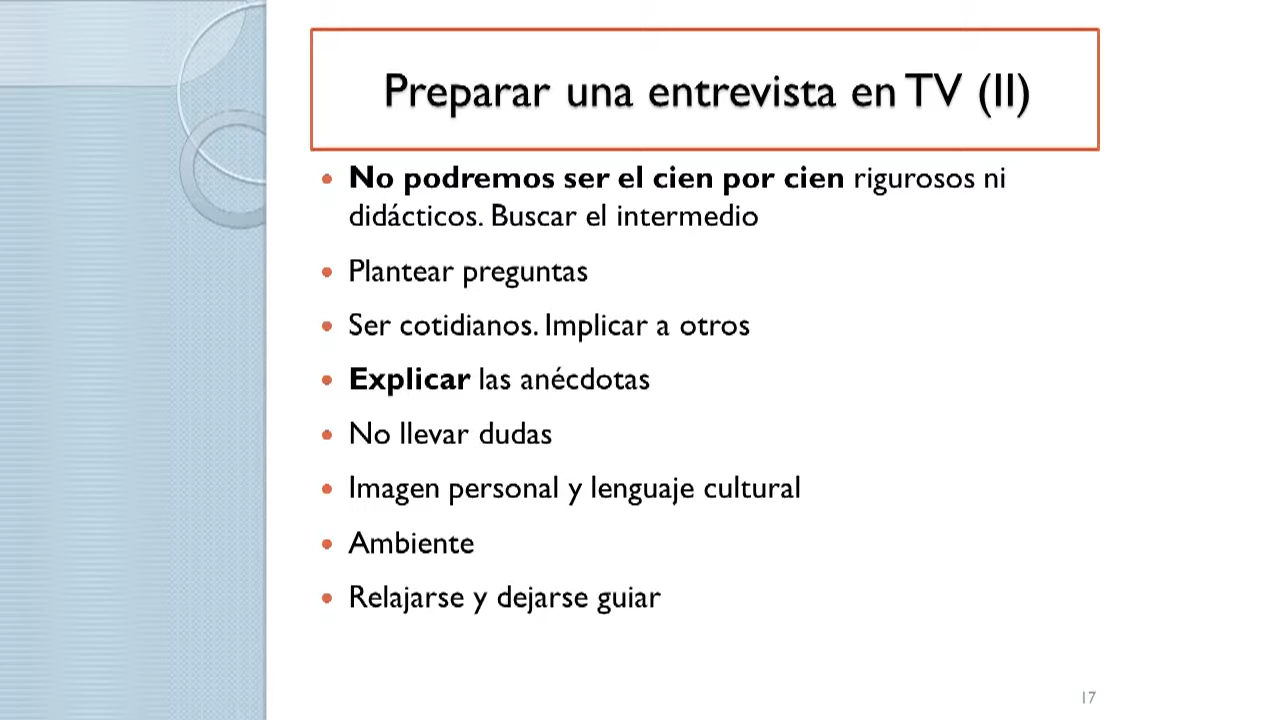 Preparar una entrevista en TV (II)
• No podremos ser el cien por cien rigurosos ni
didácticos. Buscar el intermedio
• Plantear preguntas
• Ser cotidianos. Implicar a otros
• Explicar las anécdotas
• No llevar dudas
• Imagen personal y lenguaje cultural
• Ambiente
• Relajarse y dejarse guiar
17